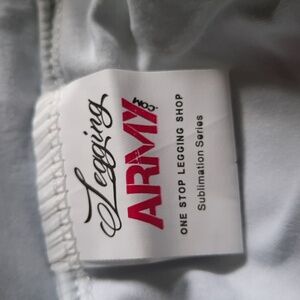 Legging
ARMY.COM
ONE STOP LEGGING SHOP
Sublimation Series